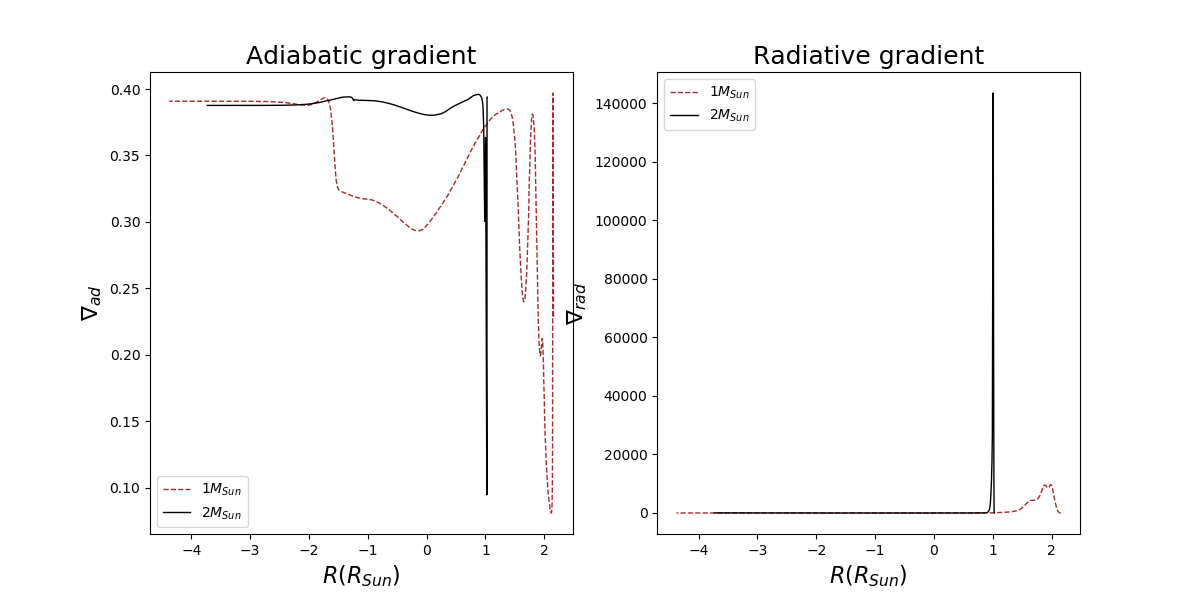 Adiabatic gradient
0.40
0.35
0.30
0.25
0.20
0.15
0.10
∇ad
1MSun
2MSun
−4 −3 −2 −1 0 1 2
R(RSun)
Radiative gradient
1MSun
2MSun
140000
120000
100000
80000
60000
40000
20000
0
∇rad
−4 −3 −2 −1 0 1 2
R(RSun)